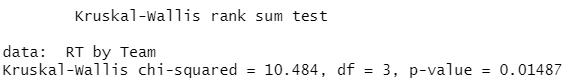 Kruskal-Wallis rank sum test
data:  RT by Team
Kruskal-Wallis chi-squared = 10.484, df = 3, p-value = 0.01487